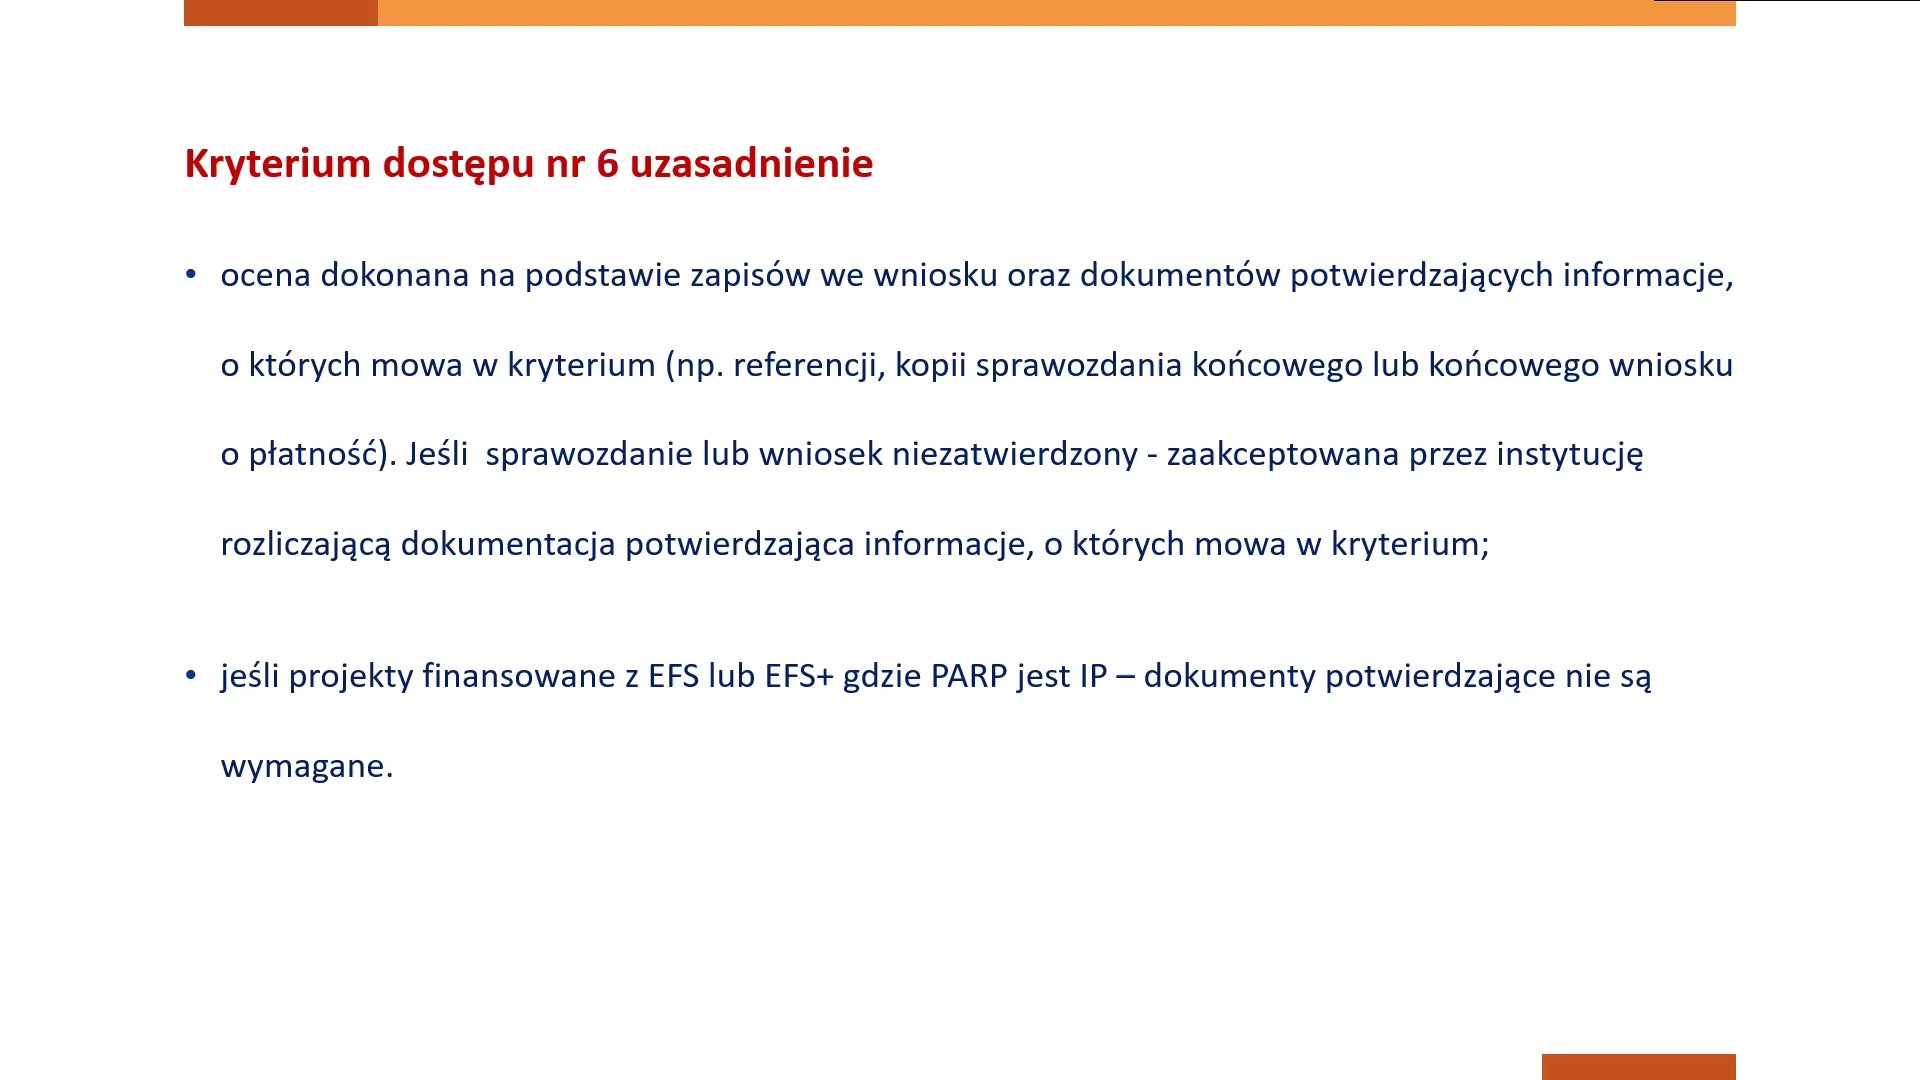 Kryterium dostępu nr 6 uzasadnienie
• ocena dokonana na podstawie zapisów we wniosku oraz dokumentów potwierdzających informacje,
o których mowa w kryterium (np. referencji, kopii sprawozdania końcowego lub końcowego wniosku
o płatność). Jeśli  sprawozdanie lub wniosek niezatwierdzony - zaakceptowana przez instytucję
rozliczającą dokumentacja potwierdzająca informacje, o których mowa w kryterium;
• jeśli projekty finansowane z EFS lub EFS+ gdzie PARP jest IP – dokumenty potwierdzające nie są
wymagane.